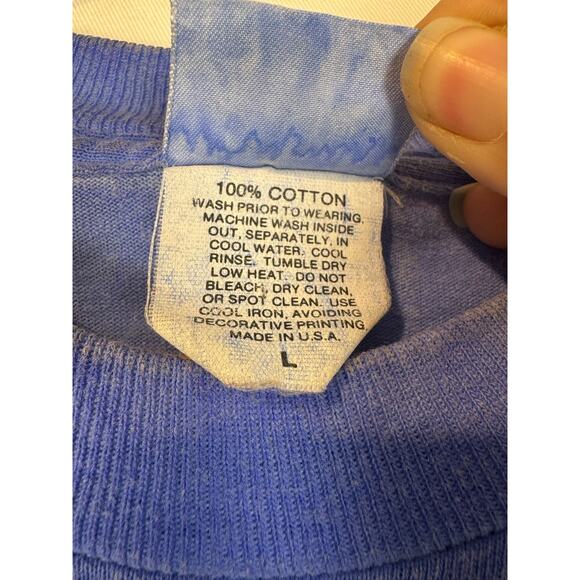 100% COTTON
WASH PRIOR TO WEARING.
MACHINE WASH INSIDE
OUT, SEPARATELY, IN
COOL WATER. COOL
RINSE. TUMBLE DRY
LOW HEAT. DO NOT
BLEACH, DRY CLEAN,
OR SPOT CLEAN. USE
COOL IRON, AVOIDING
DECORATIVE PRINTING.
MADE IN U.S.A.
L